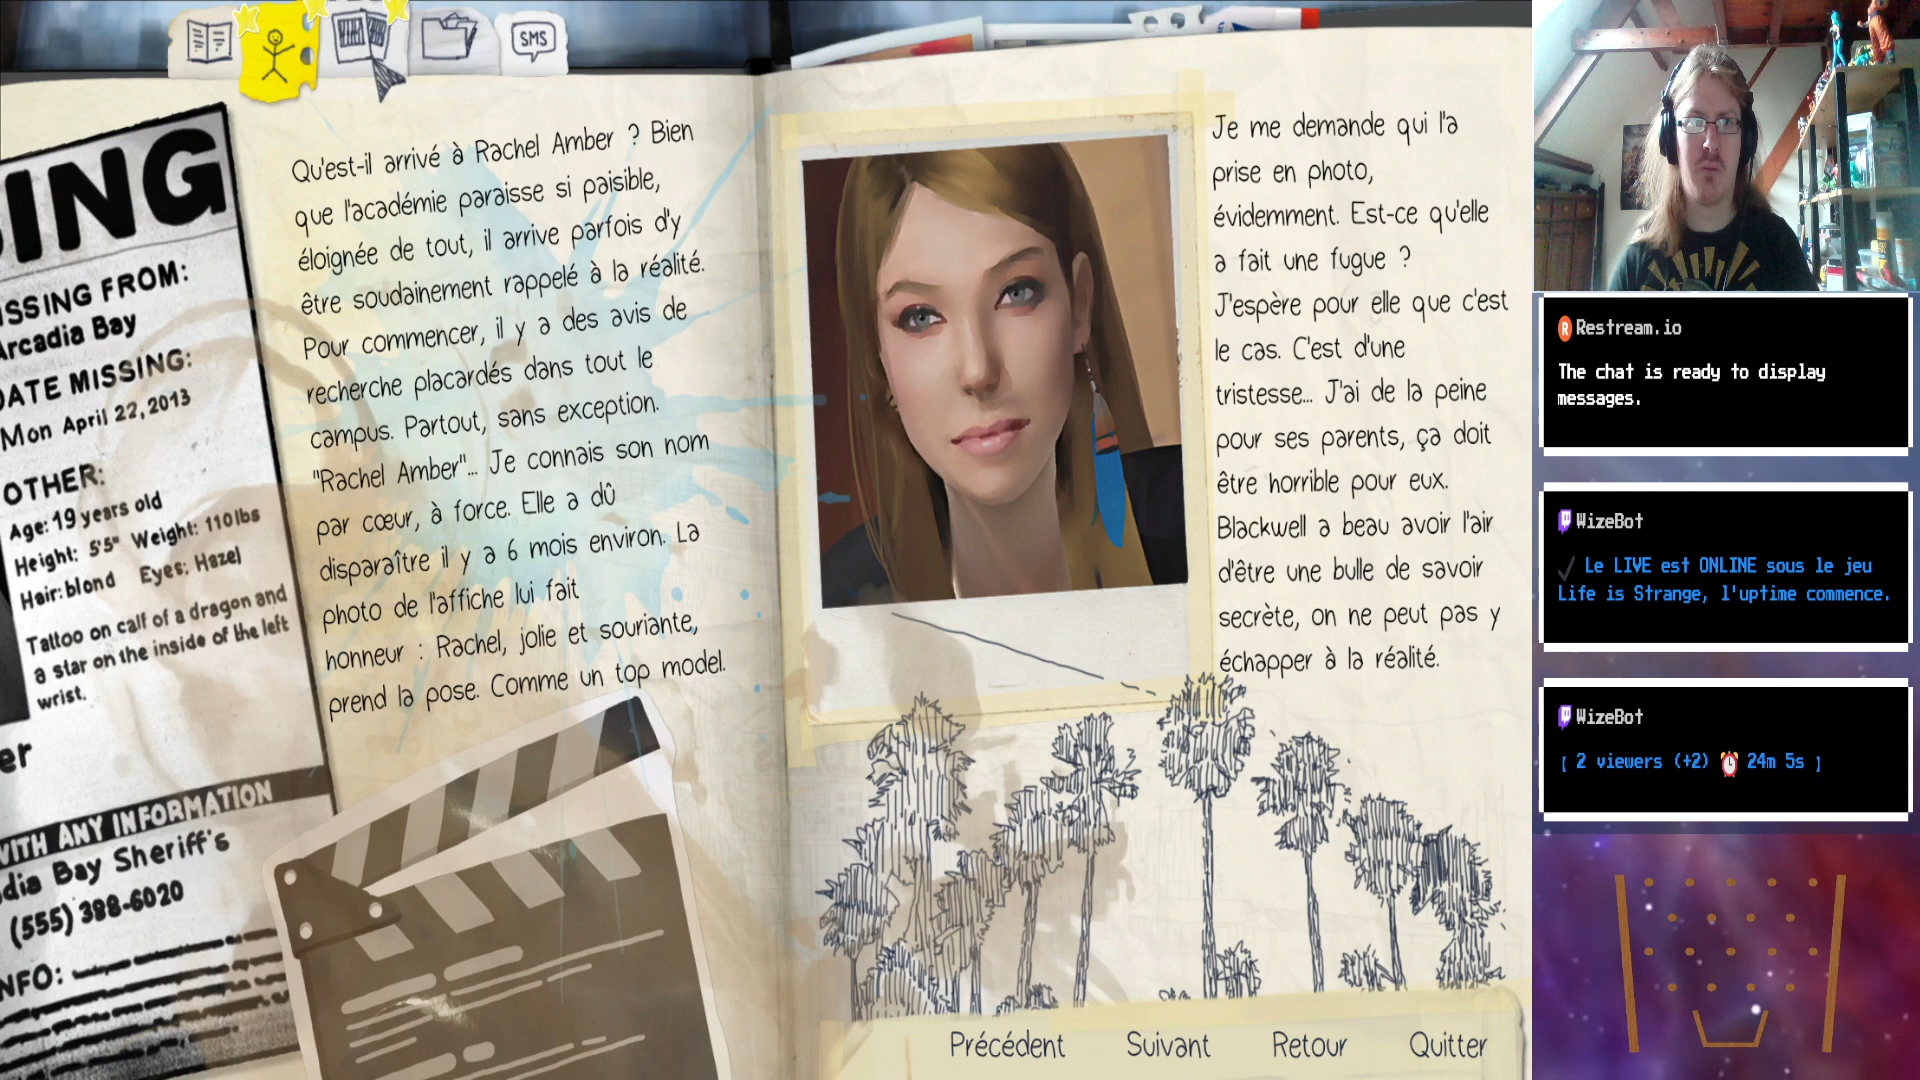 SMS
ING
SSING FROM:
Arcadia Bay
DATE MISSING:
Mon April 22, 2013
OTHER:
Age: 19 years old
Height: 5'5" Weight: 110lbs
Hair: blond Eyes: Hazel
Tattoo on calf of a dragon and
a star on the inside of the left
wrist.
er
WITH ANY INFORMATION
dia Bay Sheriff's
(555) 388-6020
NFO:
Qu'est-il arrivé à Rachel Amber ? Bien
que l'académie paraisse si paisible,
éloignée de tout, il arrive parfois d'y
être soudainement rappelé à la réalité.
Pour commencer, il y a des avis de
recherche placardés dans tout le
campus. Partout, sans exception.
"Rachel Amber"... Je connais son nom
par cœur, à force. Elle a dû
disparaître il y a 6 mois environ. La
photo de l'affiche lui fait
honneur : Rachel, jolie et souriante,
prend la pose. Comme un top model.
Je me demande qui l'a
prise en photo,
évidemment. Est-ce qu'elle
a fait une fugue ?
J'espère pour elle que c'est
le cas. C'est d'une
tristesse... J'ai de la peine
pour ses parents, ça doit
être horrible pour eux.
Blackwell a beau avoir l'air
d'être une bulle de savoir
secrète, on ne peut pas y
échapper à la réalité.
Précédent Suivant Retour Quitter
Restream.io
The chat is ready to display
messages.
WizeBot
Le LIVE est ONLINE sous le jeu
Life is Strange, l'uptime commence.
WizeBot
[ 2 viewers (+2) ⏰ 24m 5s ]